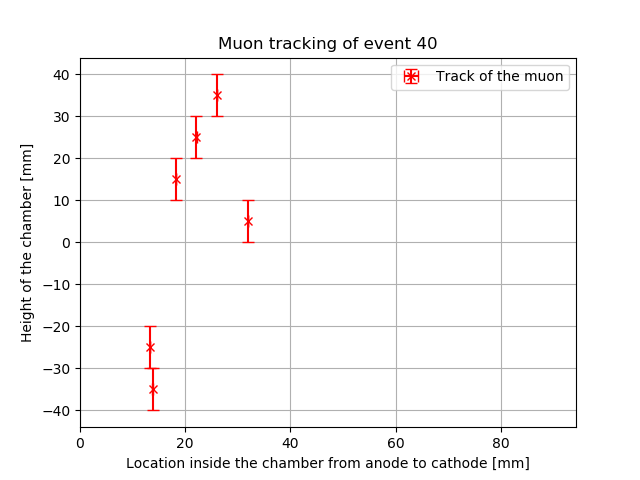 Muon tracking of event 40
Track of the muon
Height of the chamber [mm]
40
30
20
10
0
−10
−20
−30
−40
0 20 40 60 80
Location inside the chamber from anode to cathode [mm]